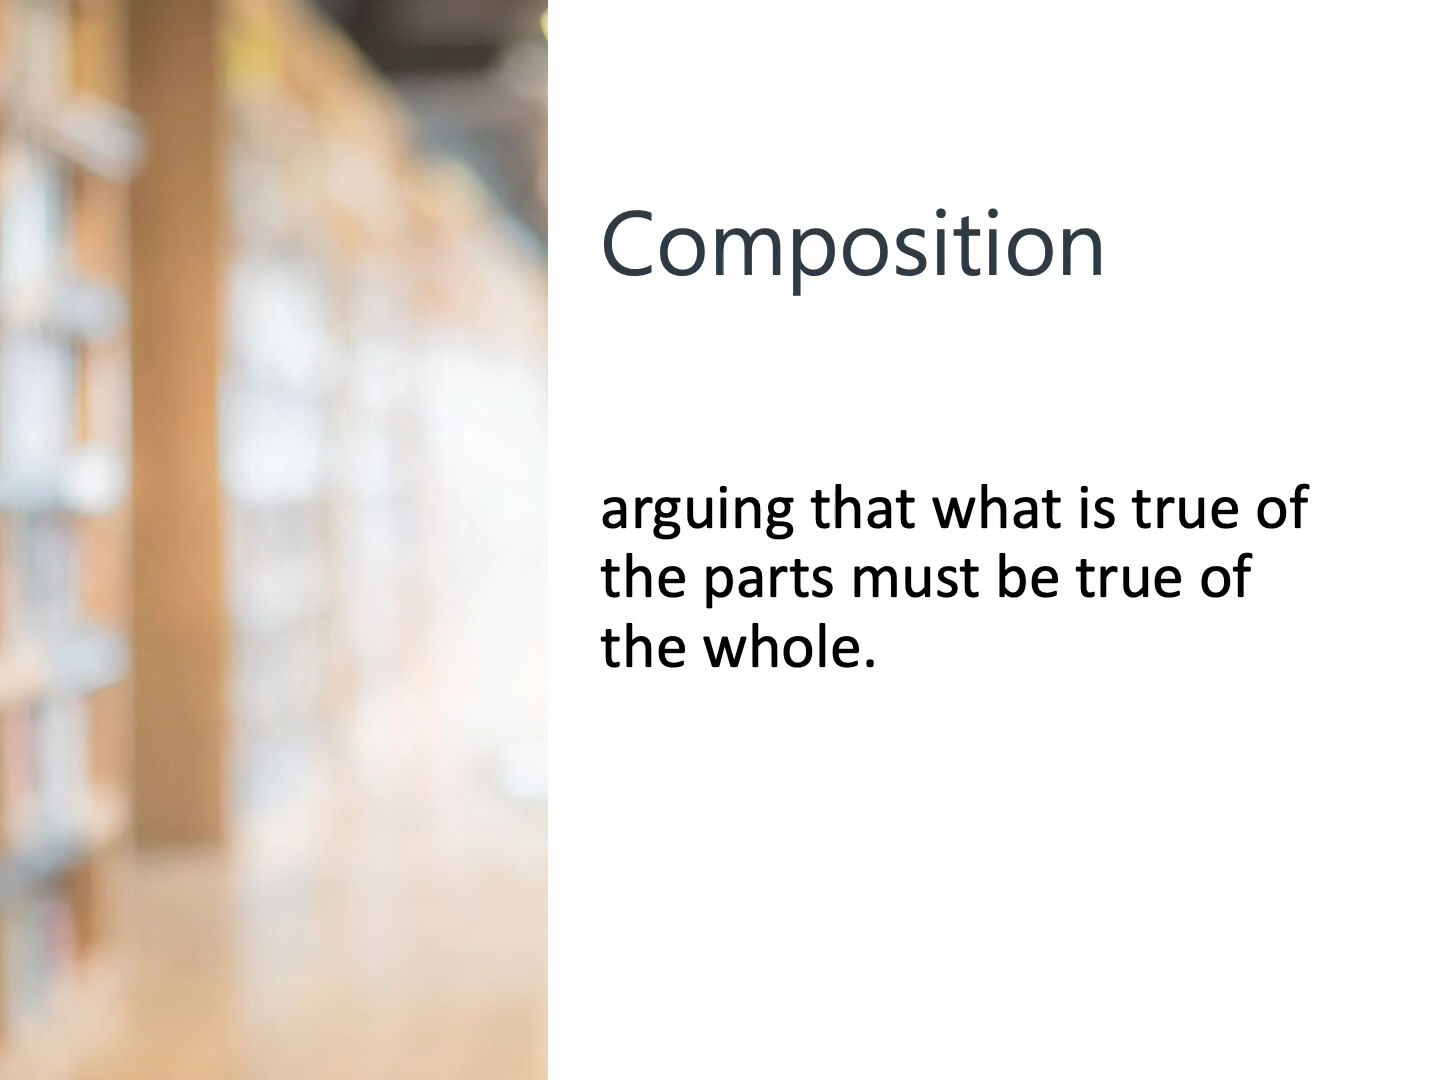 Composition
arguing that what is true of
the parts must be true of
the whole.